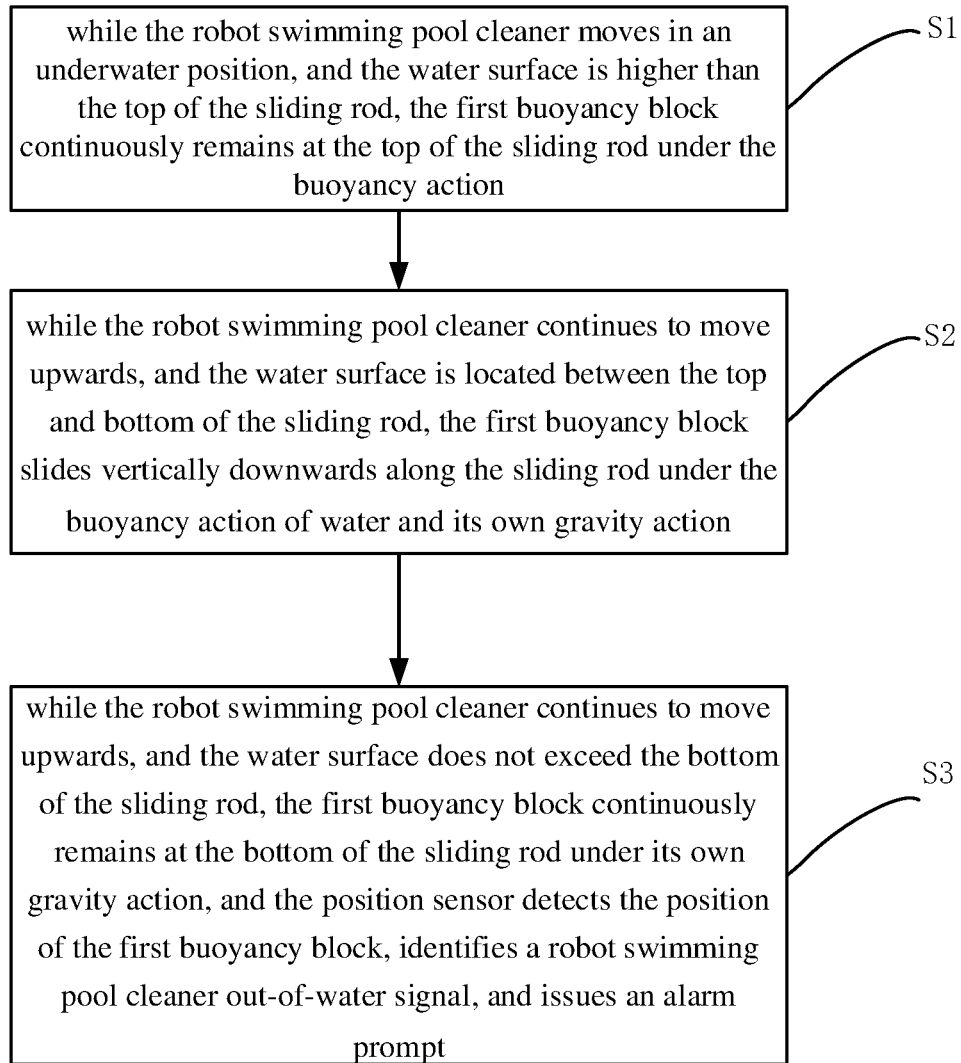 while the robot swimming pool cleaner moves in an
underwater position, and the water surface is higher than
the top of the sliding rod, the first buoyancy block
continuously remains at the top of the sliding rod under the
buoyancy action
S1
while the robot swimming pool cleaner continues to move
upwards, and the water surface is located between the top
and bottom of the sliding rod, the first buoyancy block
slides vertically downwards along the sliding rod under the
buoyancy action of water and its own gravity action
S2
while the robot swimming pool cleaner continues to move
upwards, and the water surface does not exceed the bottom
of the sliding rod, the first buoyancy block continuously
remains at the bottom of the sliding rod under its own
gravity action, and the position sensor detects the position
of the first buoyancy block, identifies a robot swimming
pool cleaner out-of-water signal, and issues an alarm
prompt
S3